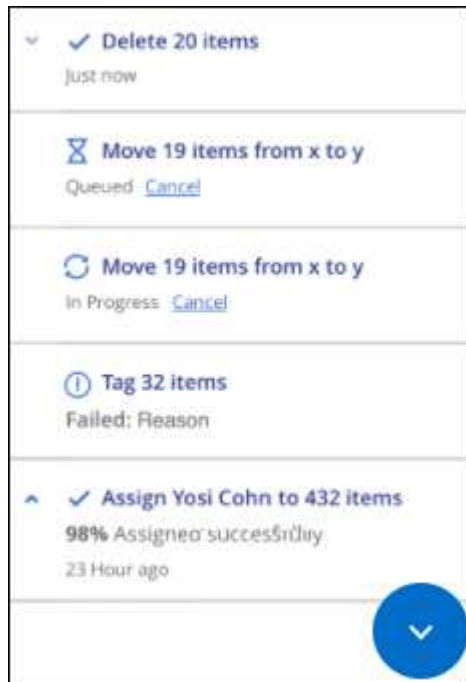 Delete 20 items
Just now
Move 19 items from x to y
Queued Cancel
Move 19 items from x to y
In Progress Cancel
Tag 32 items
Failed: Reason
Assign Yosi Cohn to 432 items
98% Assigned
23 Hour ago